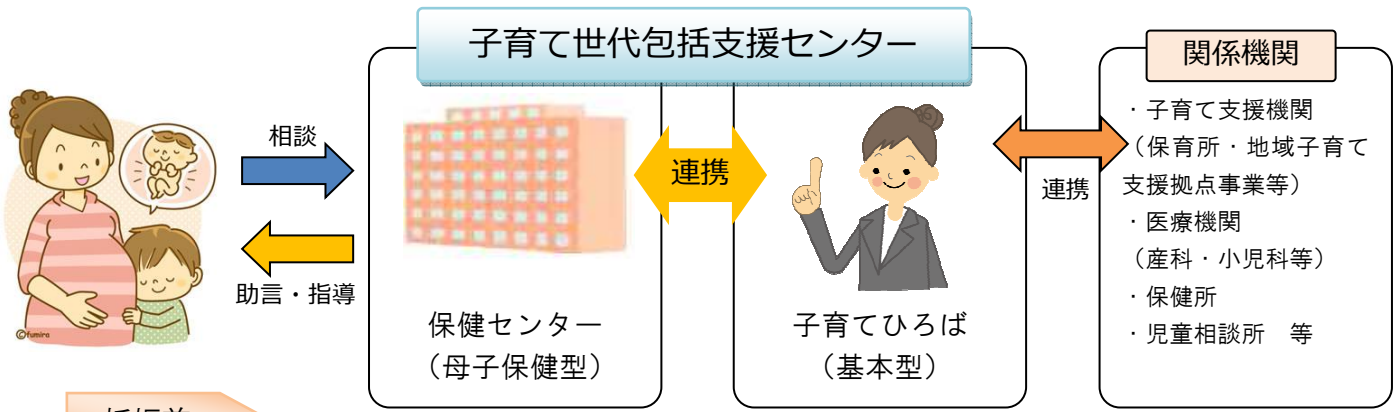 子育て世代包括支援センター
関係機関
相談
助言・指導
©fumira
保健センター
（母子保健型）
連携
子育てひろば
（基本型）
連携
・子育て支援機関
（保育所・地域子育て
支援拠点事業等）
・医療機関
（産科・小児科等）
・保健所
・児童相談所　等